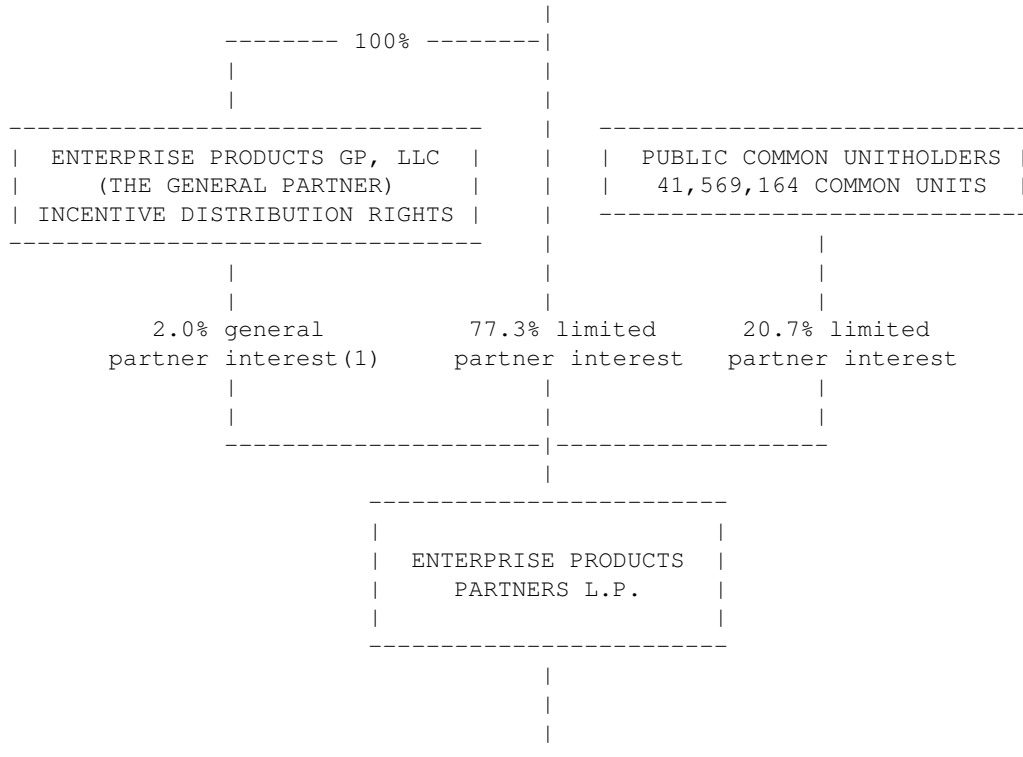 -------- 100% --------
ENTERPRISE PRODUCTS GP, LLC
(THE GENERAL PARTNER)
INCENTIVE DISTRIBUTION RIGHTS
PUBLIC COMMON UNITHOLDERS
41,569,164 COMMON UNITS
2.0% general
partner interest(1)
77.3% limited
partner interest
20.7% limited
partner interest
ENTERPRISE PRODUCTS
PARTNERS L.P.